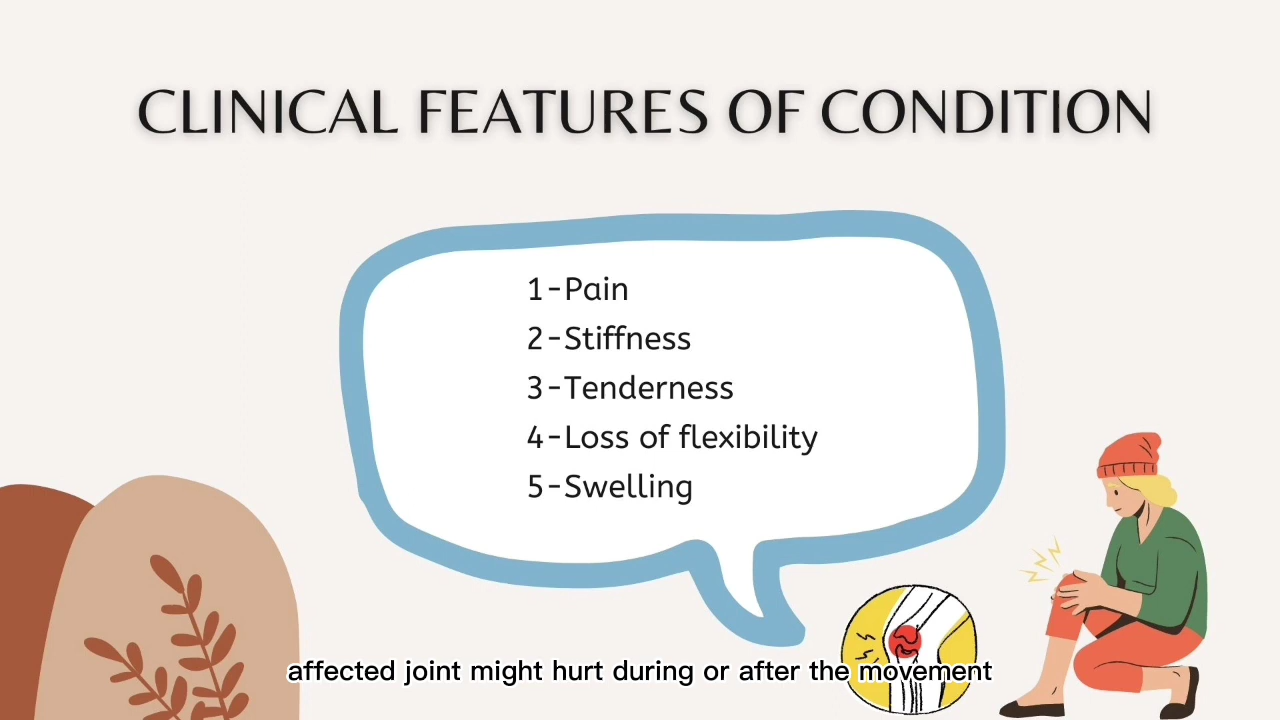 CLINICAL FEATURES OF CONDITION
1-Pain
2-Stiffness
3-Tenderness
4-Loss of flexibility
5-Swelling
affected joint might hurt during or after the movement